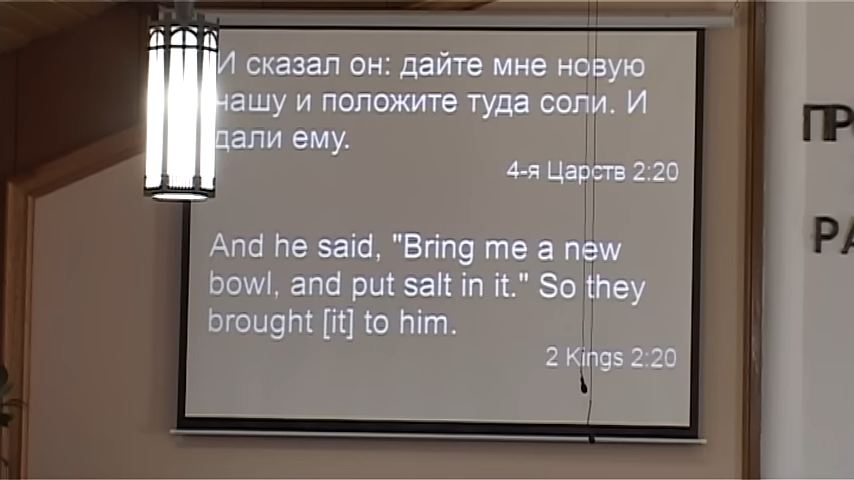 И сказал он: дайте мне новую
чашу и положите туда соли. И
дали ему.
4-я Царств 2:20
And he said, "Bring me a new
bowl, and put salt in it." So they
brought [it] to him.
2 Kings 2:20